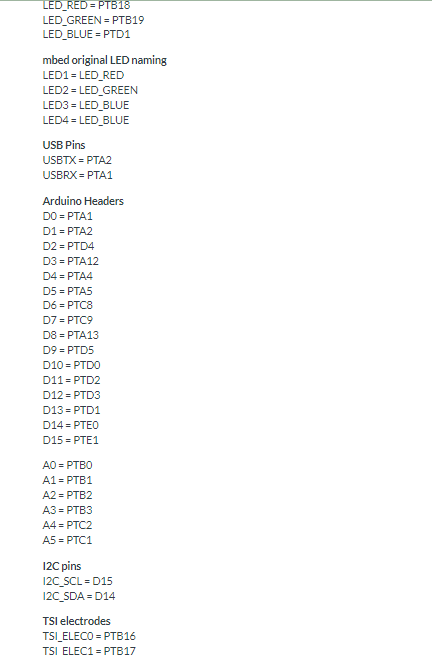 LED_RED = PTB18
LED_GREEN = PTB19
LED_BLUE = PTD1
mbed original LED naming
LED1 = LED_RED
LED2 = LED_GREEN
LED3 = LED_BLUE
LED4 = LED_BLUE
USB Pins
USBTX = PTA2
USBRX = PTA1
Arduino Headers
D0 = PTA1
D1 = PTA2
D2 = PTD4
D3 = PTA12
D4 = PTA4
D5 = PTA5
D6 = PTC8
D7 = PTC9
D8 = PTA13
D9 = PTD5
D10 = PTD0
D11 = PTD2
D12 = PTD3
D13 = PTD1
D14 = PTE0
D15 = PTE1
A0 = PTB0
A1 = PTB1
A2 = PTB2
A3 = PTB3
A4 = PTC2
A5 = PTC1
I2C pins
I2C_SCL = D15
I2C_SDA = D14
TSI electrodes
TSI_ELEC0 = PTB16
TSI_ELEC1 = PTB17